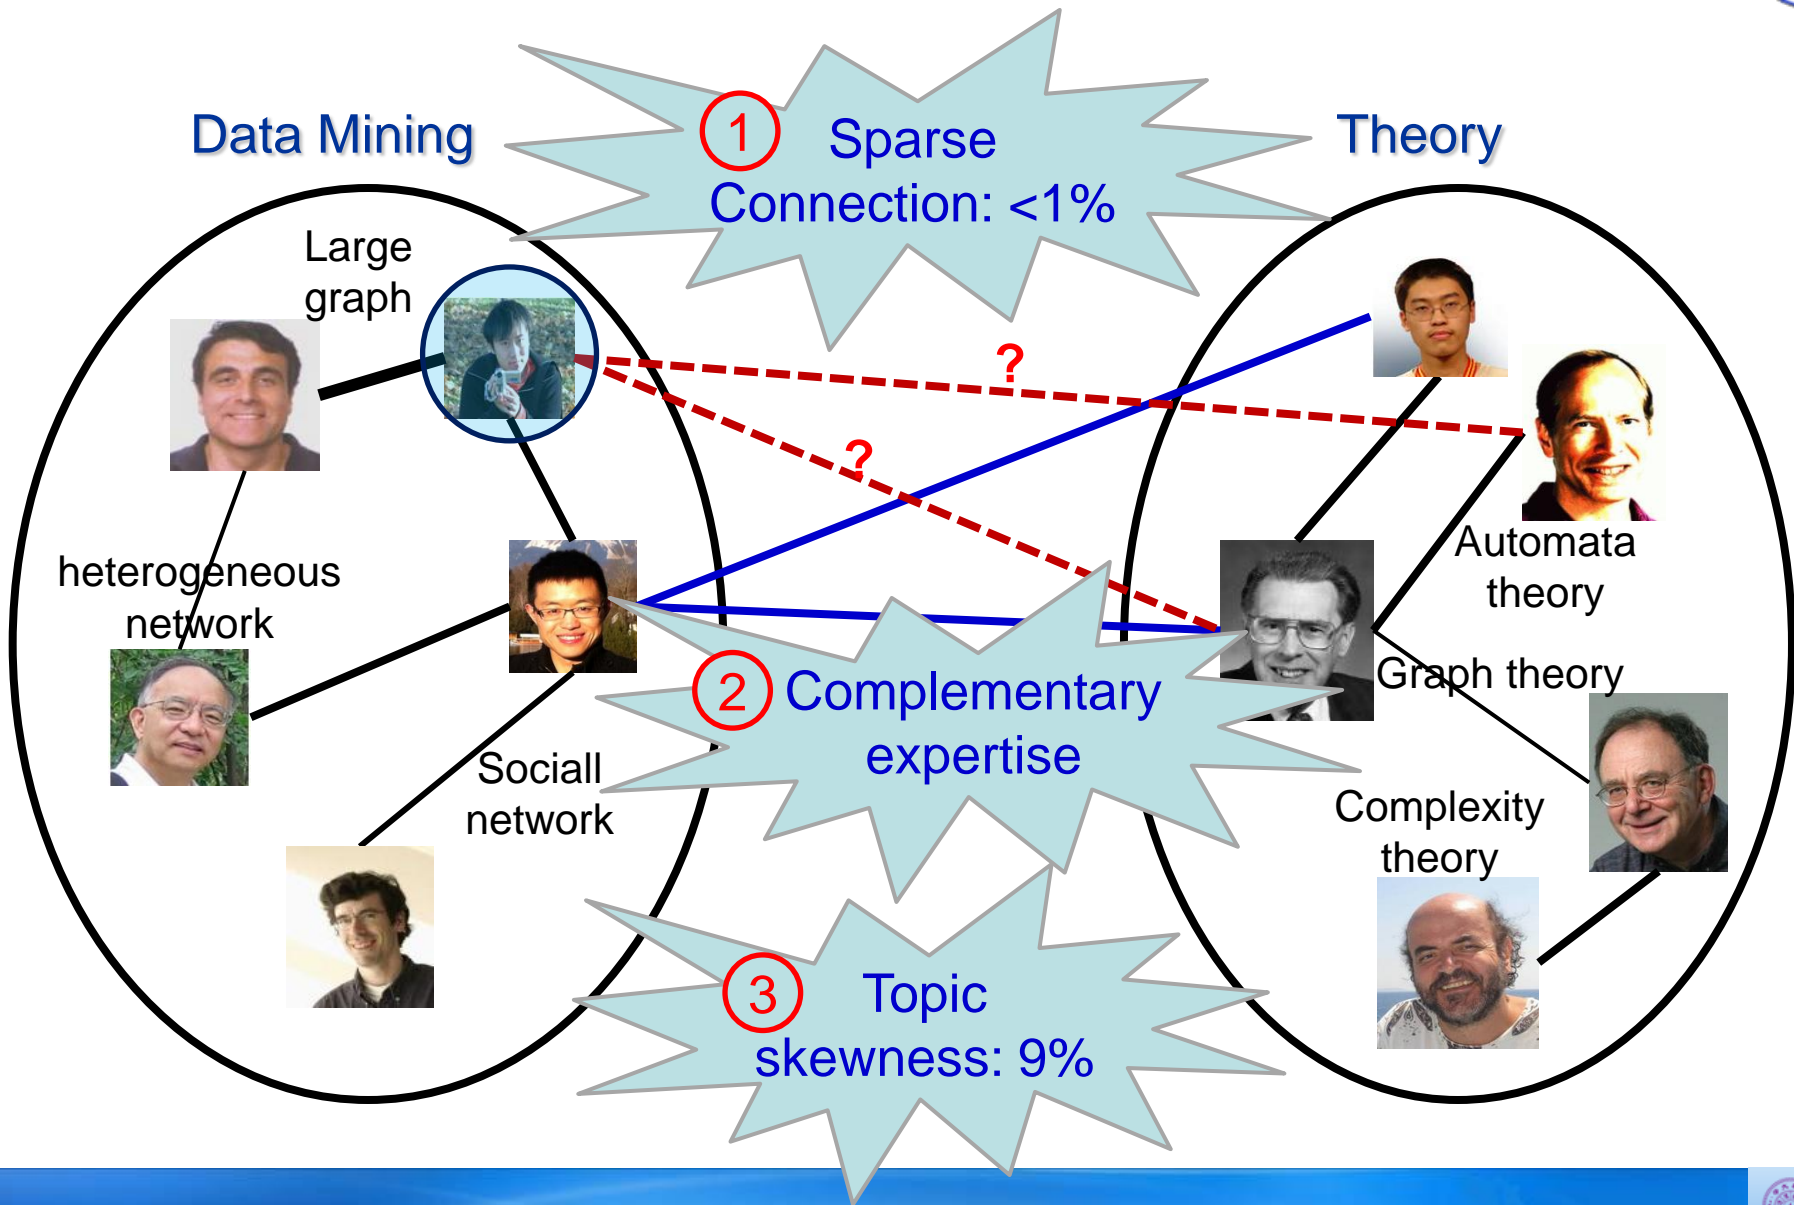 Data Mining
1
Sparse
Connection: <1%
Theory
Large
graph
?
?
heterogeneous
network
Automata
theory
2
Complementary
expertise
Graph theory
Sociall
network
Complexity
theory
3
Topic
skewness: 9%